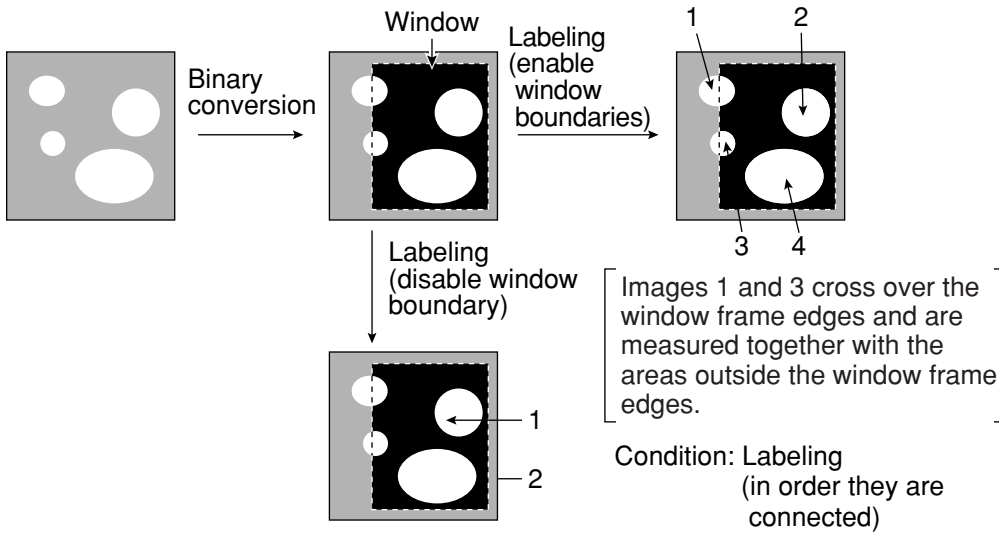 Binary
conversion
Window
Labeling
(enable
window
boundaries)
1
2
3
4
Labeling
(disable window
boundary)
1
2
Images 1 and 3 cross over the
window frame edges and are
measured together with the
areas outside the window frame
edges.
Condition: Labeling
(in order they are
connected)